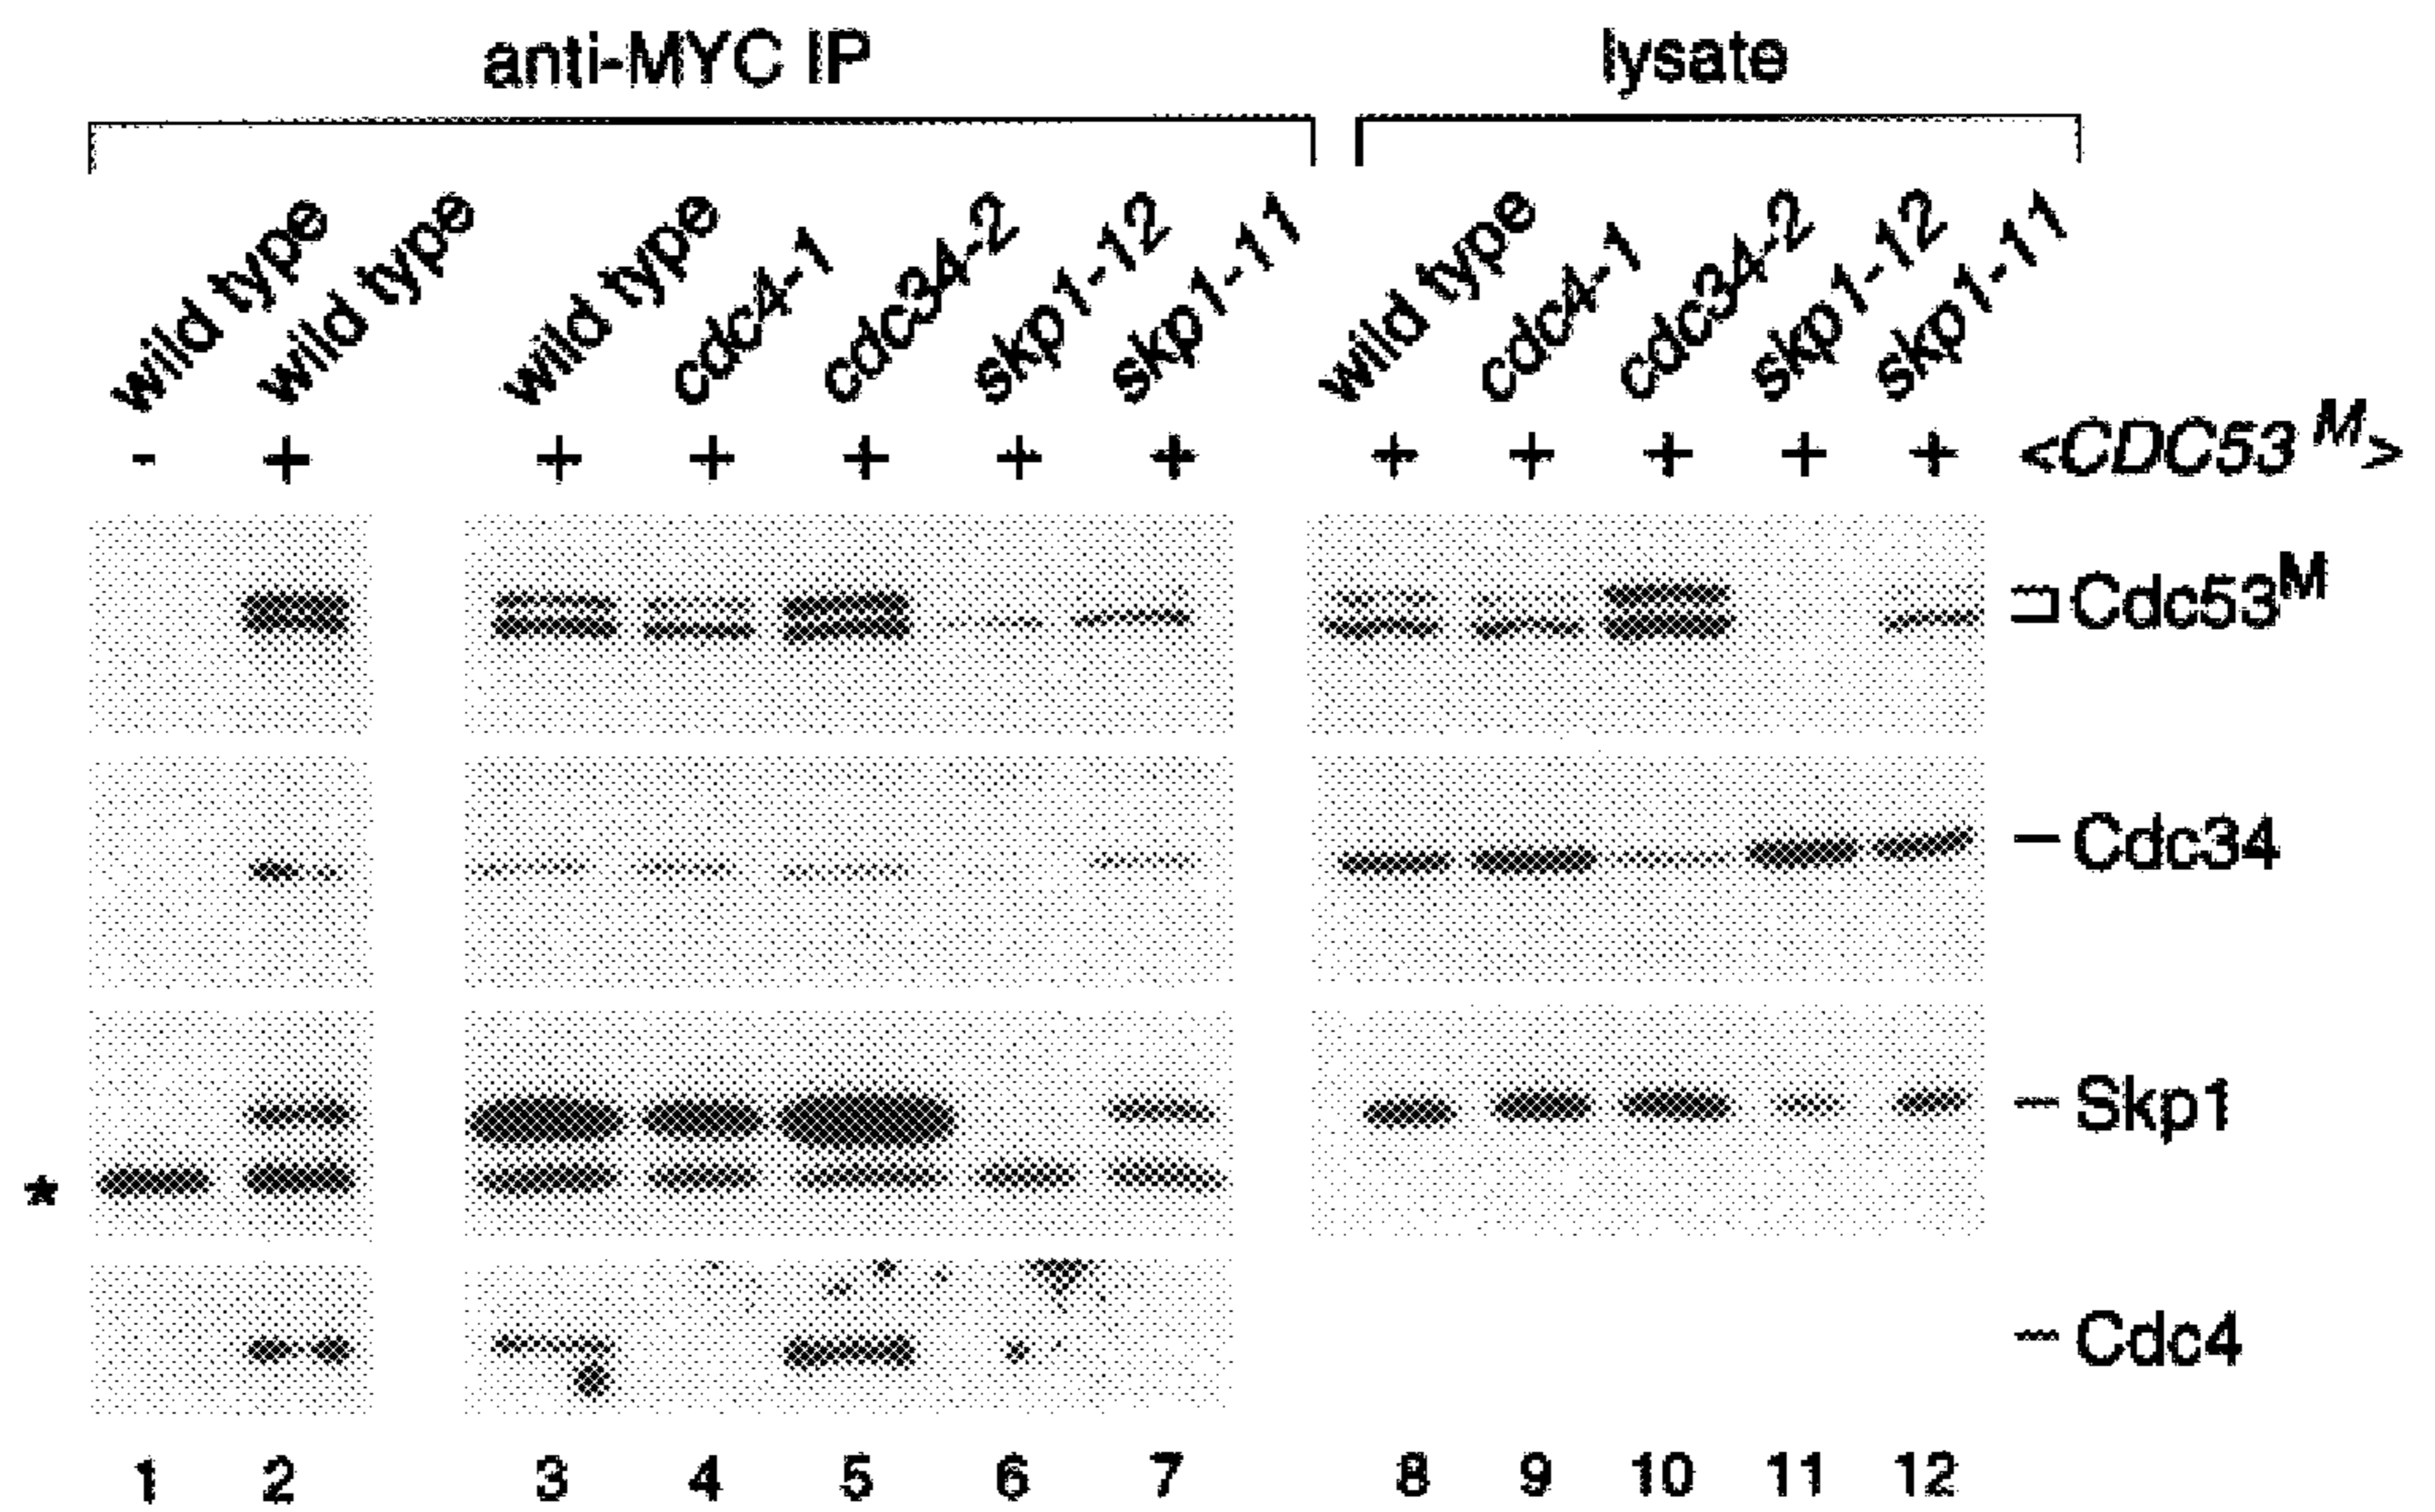 anti-MYC IP lysate
wild type wild type wild type cdc4-1 cdc34-2 skp1-12 skp1-11 wild type cdc4-1 cdc34-2 skp1-12 skp1-11
- + + + + + + + + + + + <CDC53 M>
Cdc53M
Cdc34
Skp1
*
Cdc4
1 2 3 4 5 6 7 8 9 10 11 12